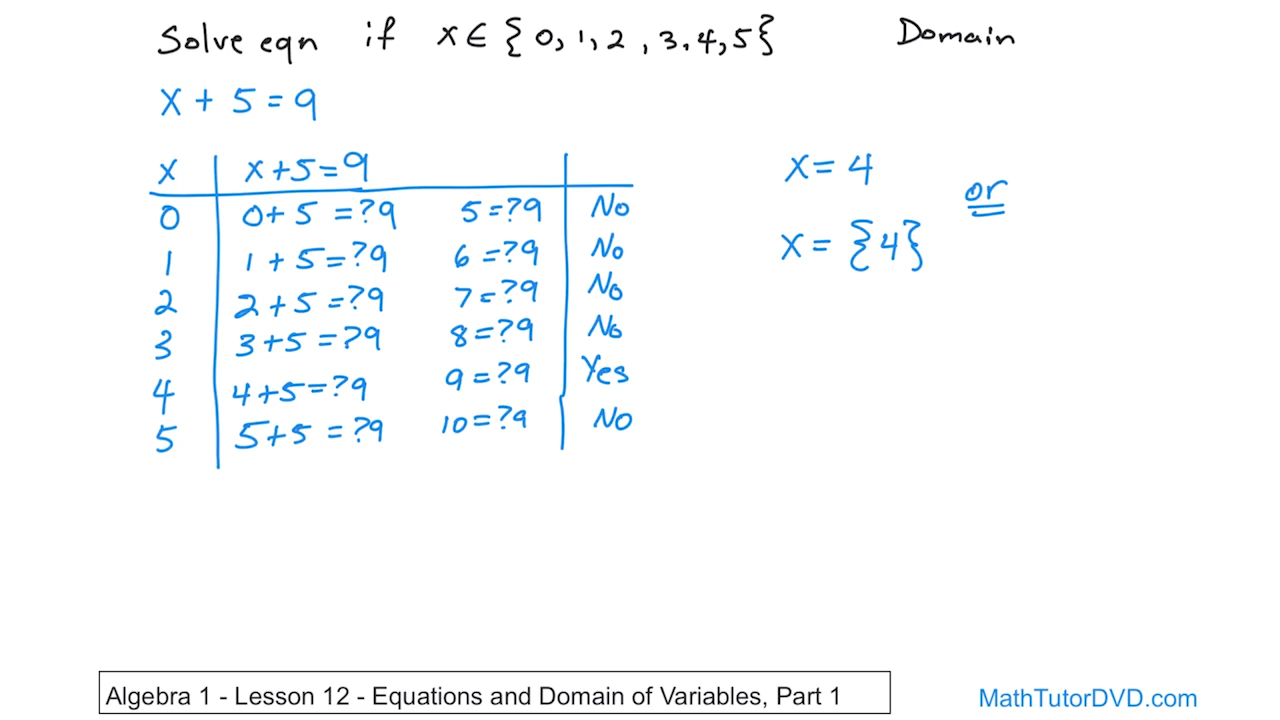 Solve eqn if x ∈ { 0, 1, 2, 3, 4, 5 } Domain
x + 5 = 9
x x + 5 = 9
0 0 + 5 =? 9 5 =? 9 No
1 1 + 5 =? 9 6 =? 9 No
2 2 + 5 =? 9 7 =? 9 No
3 3 + 5 =? 9 8 =? 9 No
4 4 + 5 =? 9 9 =? 9 Yes
5 5 + 5 =? 9 10 =? 9 No
x = 4
or
x = {4}
Algebra 1 - Lesson 12 - Equations and Domain of Variables, Part 1
MathTutorDVD.com